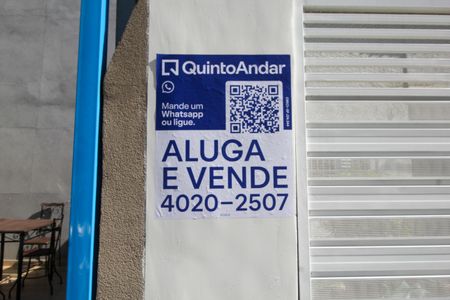 QuintoAndar
Mande um
Whatsapp
ou ligue.
ALUGA
E VENDE
4020-2507